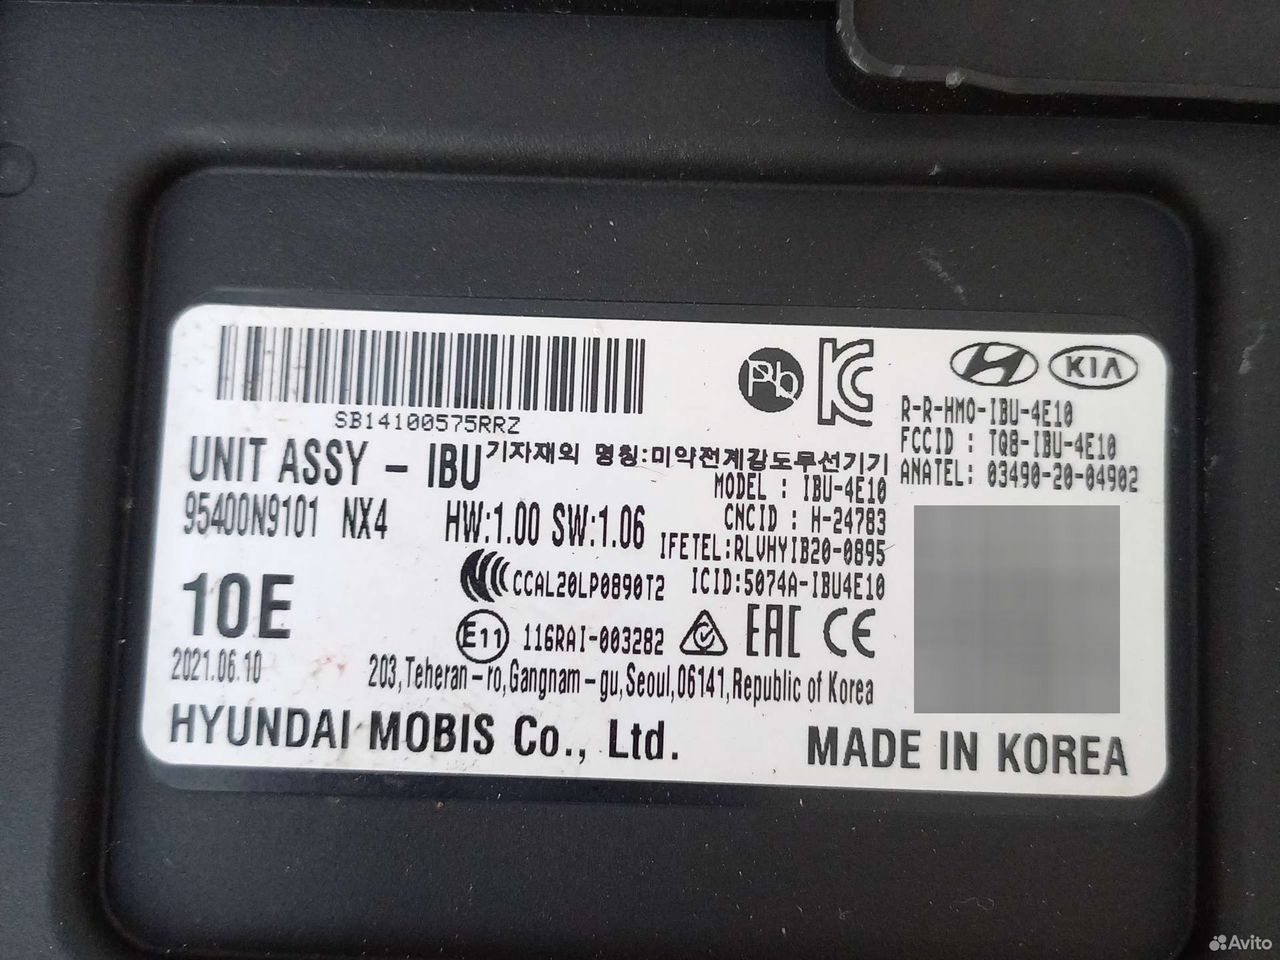 SB14100575RRZ
Pb
KC
KIA
R-R-HMO-IBU-4E10
FCCID : TQ8-IBU-4E10
ANATEL: 03490-20-04902
UNIT ASSY - IBU
기자재의 명칭:미약전계강도무선기기
MODEL : IBU-4E10
95400N9101 NX4
HW:1.00 SW:1.06
CNCID : H-24783
IFETEL:RLVHYIB20-0895
CCAL20LP0890T2
ICID:5074A-IBU4E10
10E
E11
116RAI-003282
EAC CE
2021.06.10
203,Teheran-ro,Gangnam-gu,Seoul,06141,Republic of Korea
HYUNDAI MOBIS Co., Ltd.
MADE IN KOREA
Avito